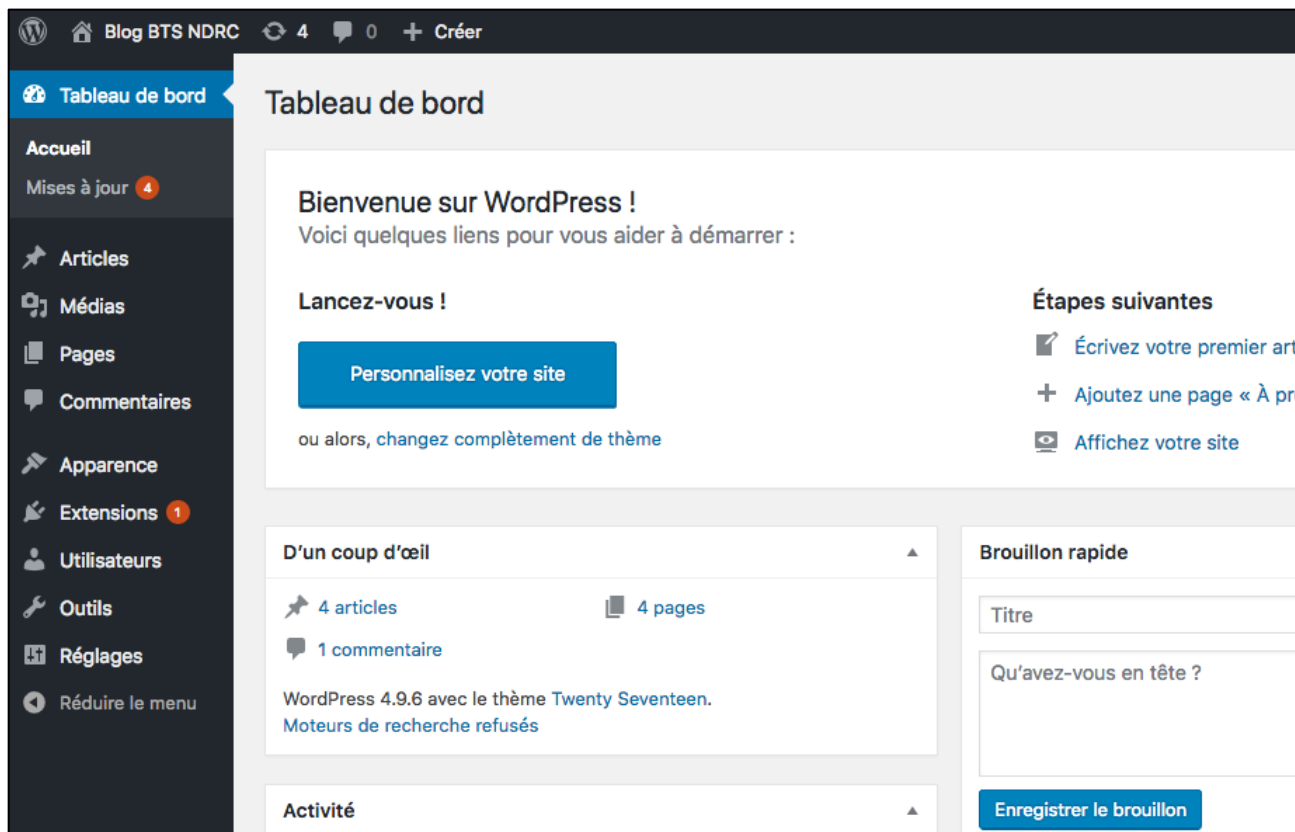 Blog BTS NDRC 4 0 + Créer
Tableau de bord
Accueil
Mises à jour 4
Articles
Médias
Pages
Commentaires
Apparence
Extensions 1
Utilisateurs
Outils
Réglages
Réduire le menu
Tableau de bord
Bienvenue sur WordPress !
Voici quelques liens pour vous aider à démarrer :
Lancez-vous !
Personnalisez votre site
ou alors, changez complètement de thème
Étapes suivantes
Écrivez votre premier art
Ajoutez une page « À pr
Affichez votre site
D'un coup d'œil
4 articles
4 pages
1 commentaire
WordPress 4.9.6 avec le thème Twenty Seventeen.
Moteurs de recherche refusés
Activité
Brouillon rapide
Titre
Qu'avez-vous en tête ?
Enregistrer le brouillon